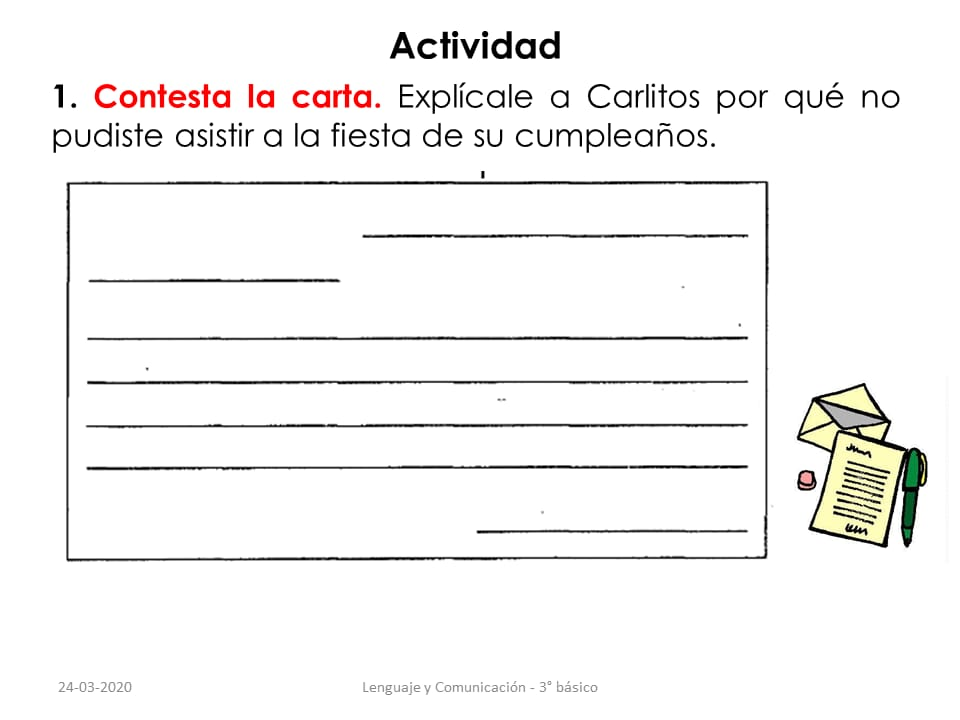 Actividad
1. Contesta la carta. Explícale a Carlitos por qué no
pudiste asistir a la fiesta de su cumpleaños.
24-03-2020
Lenguaje y Comunicación - 3° básico